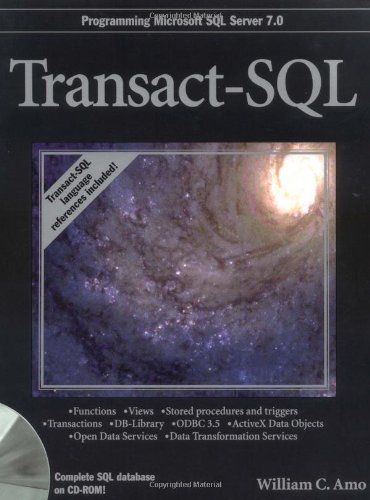 Programming Microsoft SQL Server 7.0
Transact-SQL
Transact-SQL
language
references included!
•Functions •Views •Stored procedures and triggers
•Transactions •DB-Library •ODBC 3.5 •ActiveX Data Objects
•Open Data Services •Data Transformation Services
Complete SQL database
on CD-ROM!
William C. Amo